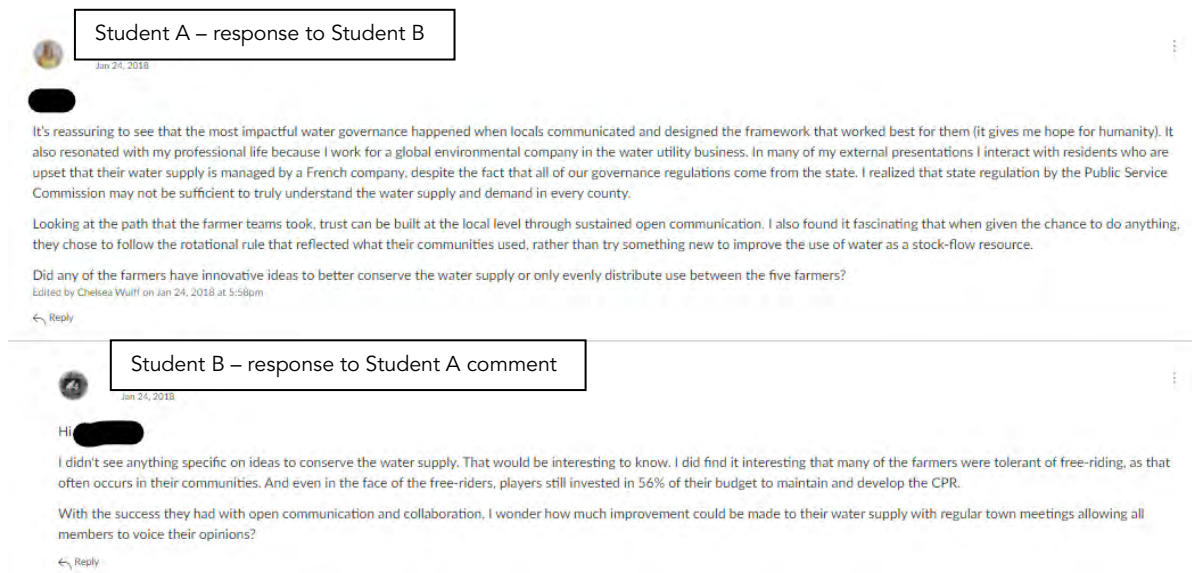 Student A – response to Student B
Jan 24, 2018
It's reassuring to see that the most impactful water governance happened when locals communicated and designed the framework that worked best for them (it gives me hope for humanity). It
also resonated with my professional life because I work for a global environmental company in the water utility business. In many of my external presentations I interact with residents who are
upset that their water supply is managed by a French company, despite the fact that all of our governance regulations come from the state. I realized that state regulation by the Public Service
Commission may not be sufficient to truly understand the water supply and demand in every county.
Looking at the path that the farmer teams took, trust can be built at the local level through sustained open communication. I also found it fascinating that when given the chance to do anything,
they chose to follow the rotational rule that reflected what their communities used, rather than try something new to improve the use of water as a stock-flow resource.
Did any of the farmers have innovative ideas to better conserve the water supply or only evenly distribute use between the five farmers?
Edited by Chelsea Wulff on Jan 24, 2018 at 5:58pm
Reply
Student B – response to Student A comment
Jan 24, 2018
Hi
I didn't see anything specific on ideas to conserve the water supply. That would be interesting to know. I did find it interesting that many of the farmers were tolerant of free-riding, as that
often occurs in their communities. And even in the face of the free-riders, players still invested in 56% of their budget to maintain and develop the CPR.
With the success they had with open communication and collaboration, I wonder how much improvement could be made to their water supply with regular town meetings allowing all
members to voice their opinions?
Reply